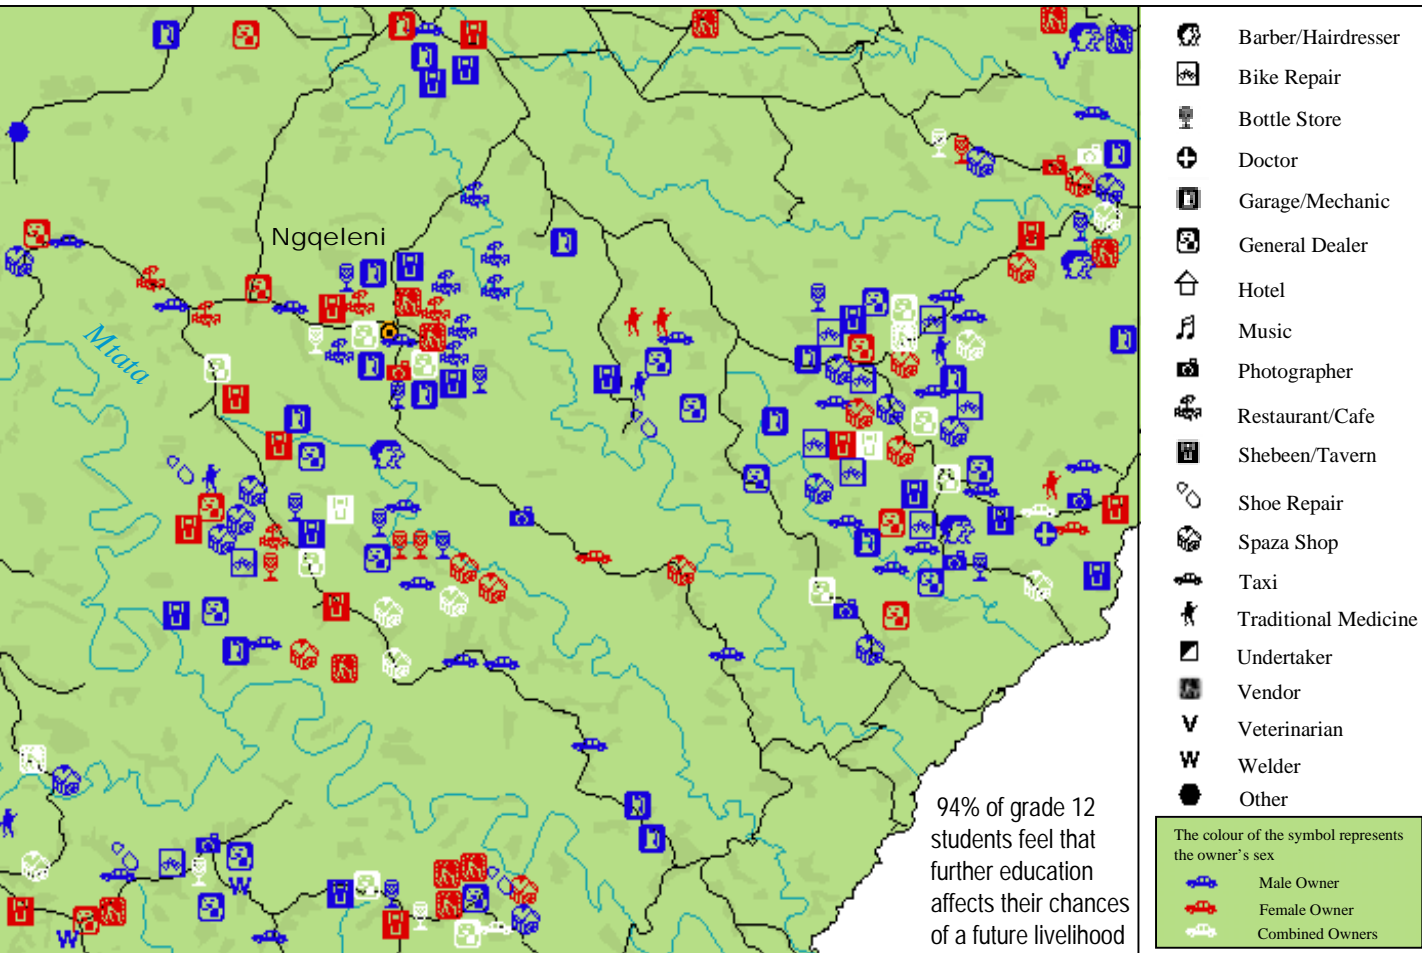 Ngqeleni
Mtata
94% of grade 12
students feel that
further education
affects their chances
of a future livelihood
Barber/Hairdresser
Bike Repair
Bottle Store
Doctor
Garage/Mechanic
General Dealer
Hotel
Music
Photographer
Restaurant/Cafe
Shebeen/Tavern
Shoe Repair
Spaza Shop
Taxi
Traditional Medicine
Undertaker
Vendor
V Veterinarian
W Welder
Other
The colour of the symbol represents
the owner's sex
Male Owner
Female Owner
Combined Owners
V
W
W